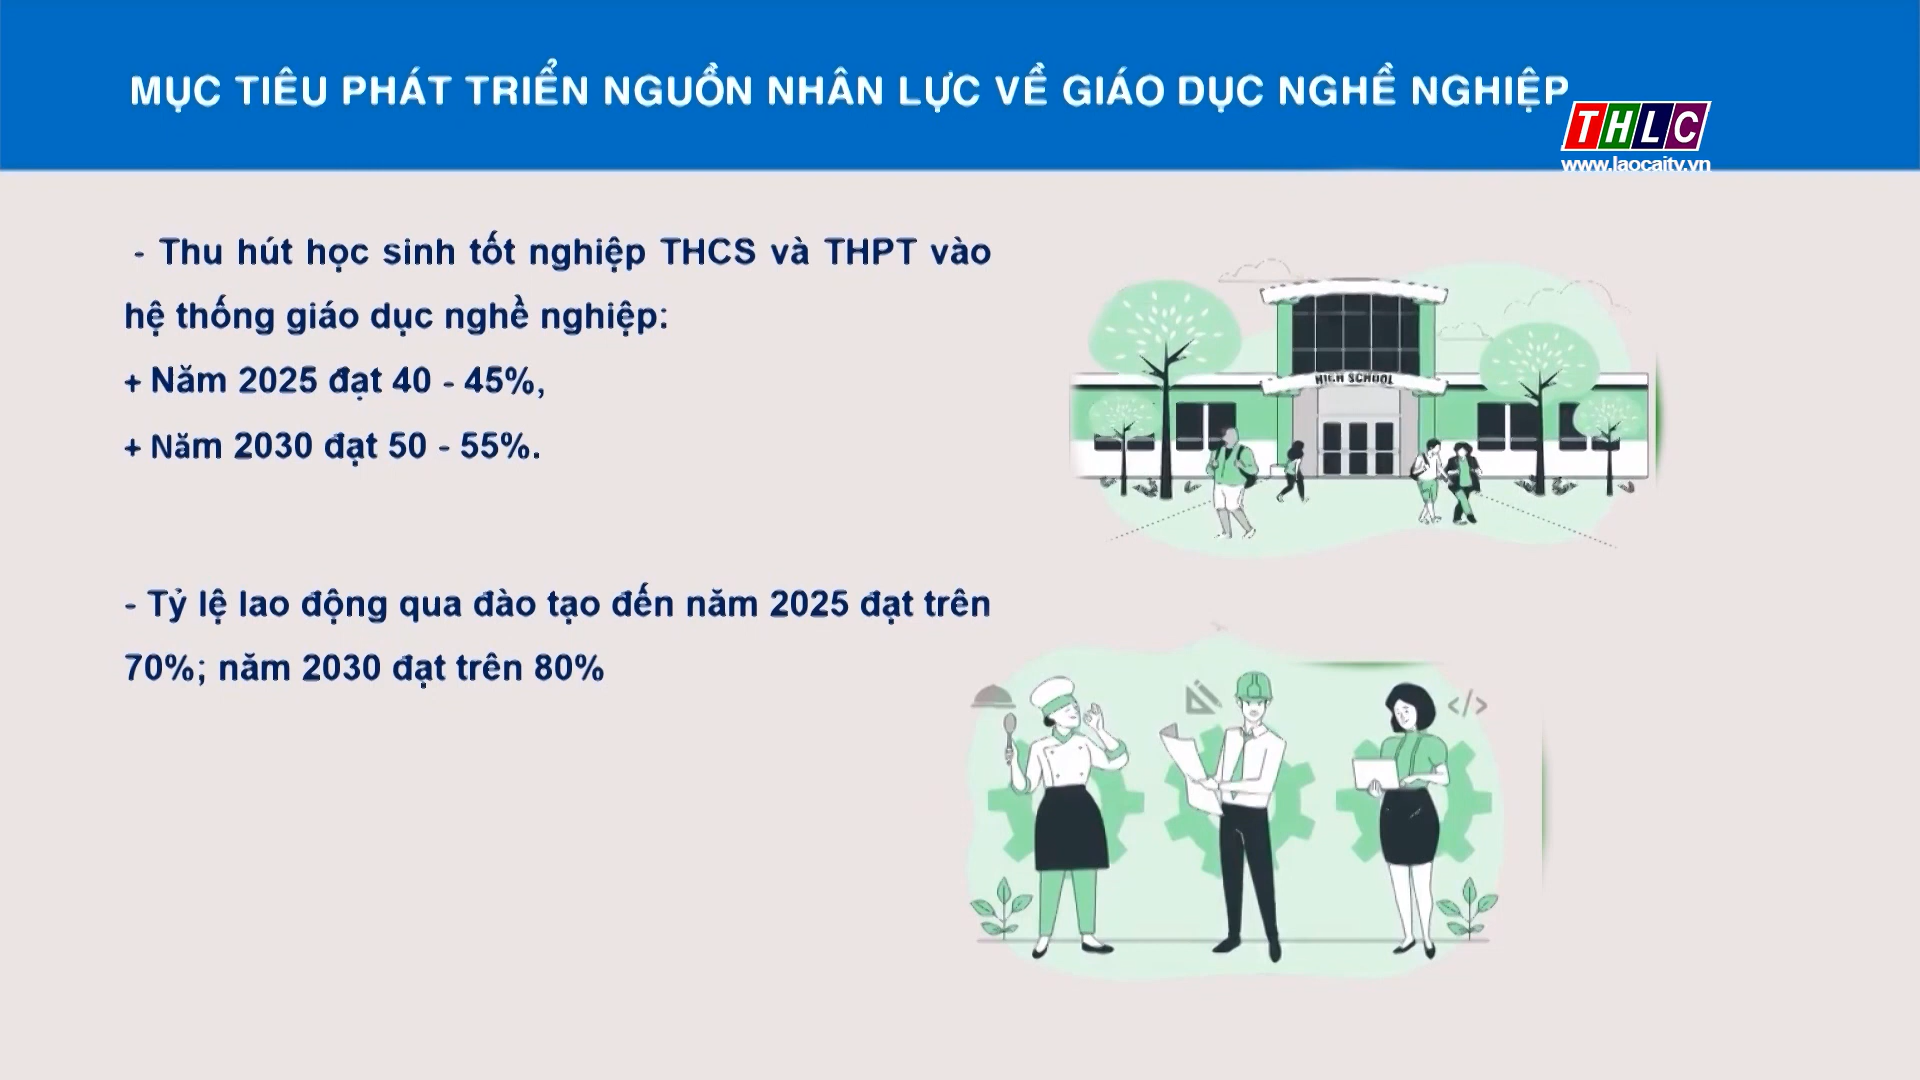 MỤC TIÊU PHÁT TRIỂN NGUỒN NHÂN LỰC VỀ GIÁO DỤC NGHỀ NGHIỆP
THLC
www.laocaitv.vn
- Thu hút học sinh tốt nghiệp THCS và THPT vào
hệ thống giáo dục nghề nghiệp:
+ Năm 2025 đạt 40 - 45%,
+ Năm 2030 đạt 50 - 55%.
HIGH SCHOOL
- Tỷ lệ lao động qua đào tạo đến năm 2025 đạt trên
70%; năm 2030 đạt trên 80%
</>